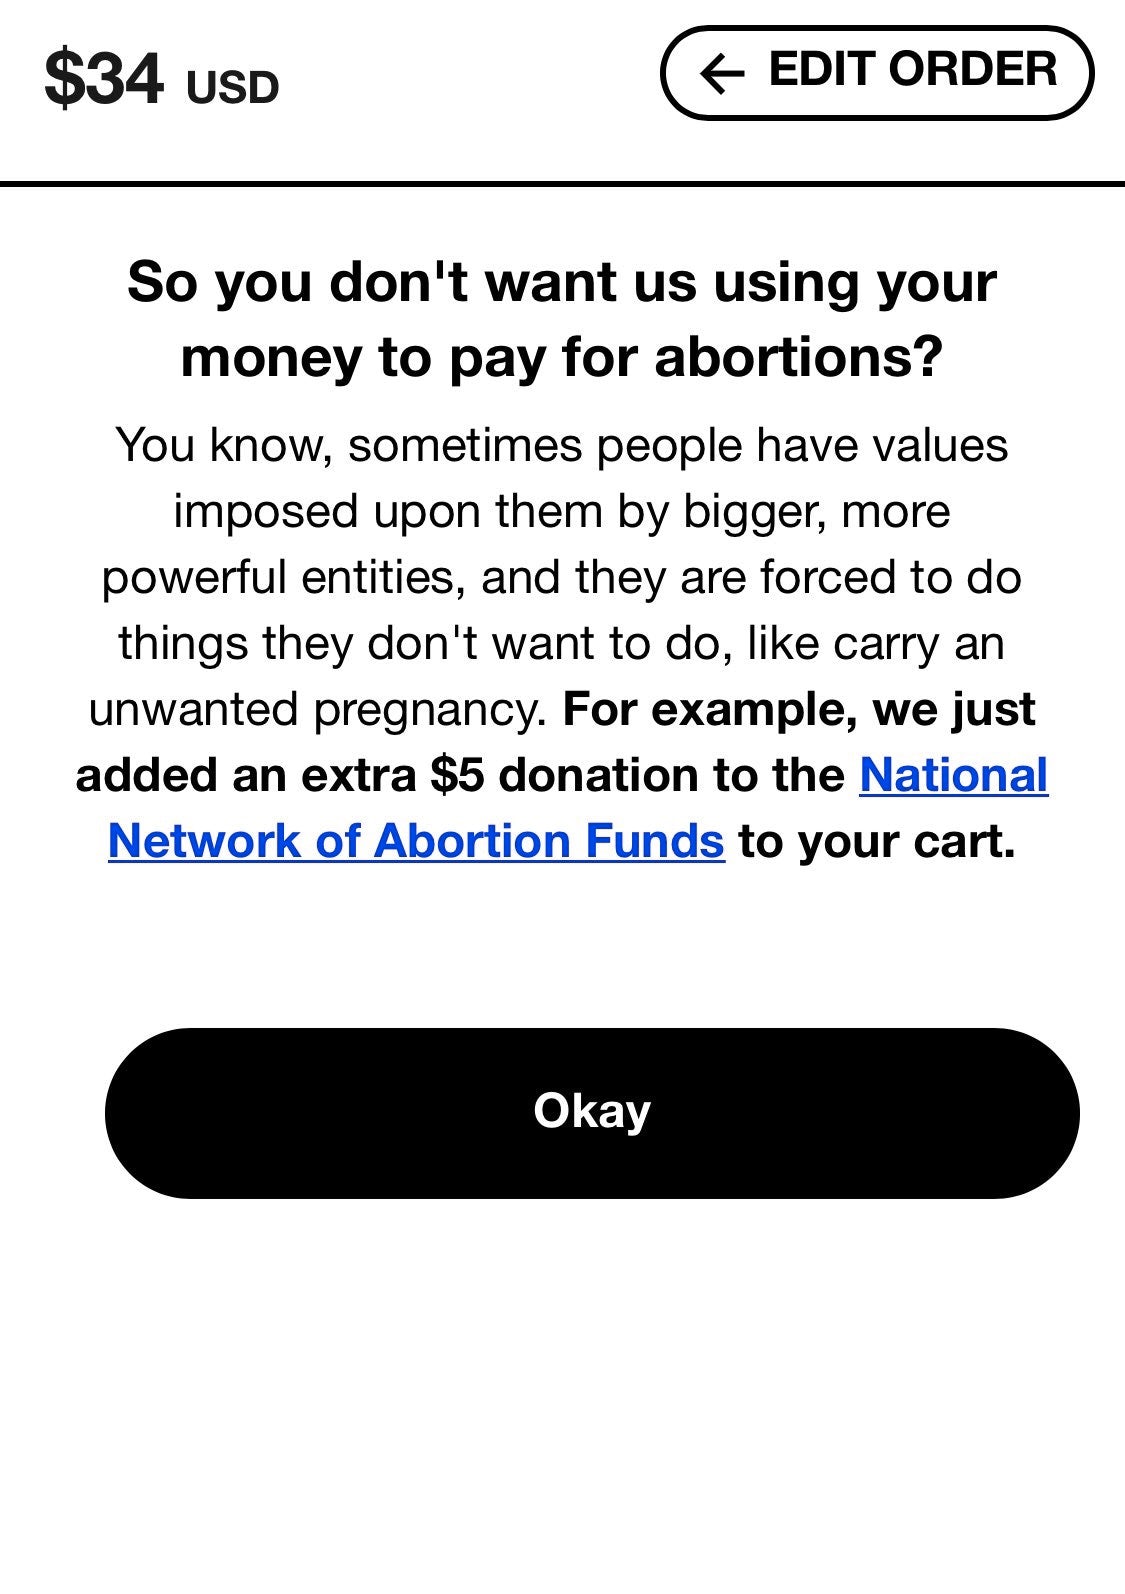 $34 USD
← EDIT ORDER
So you don't want us using your
money to pay for abortions?
You know, sometimes people have values
imposed upon them by bigger, more
powerful entities, and they are forced to do
things they don't want to do, like carry an
unwanted pregnancy. For example, we just
added an extra $5 donation to the National
Network of Abortion Funds to your cart.
Okay